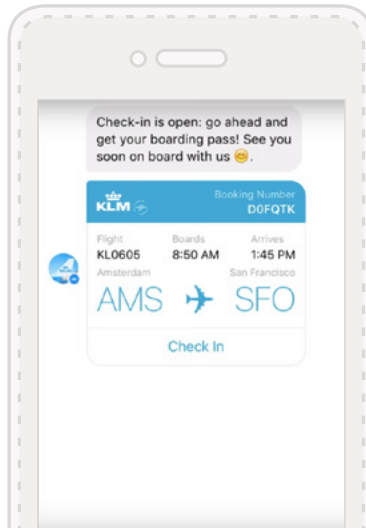 Check-in is open: go ahead and
get your boarding pass! See you
soon on board with us 😊.
KLM
Booking Number
D0FQTK
Flight Boards Arrives
KL0605 8:50 AM 1:45 PM
Amsterdam San Francisco
AMS SFO
Check In